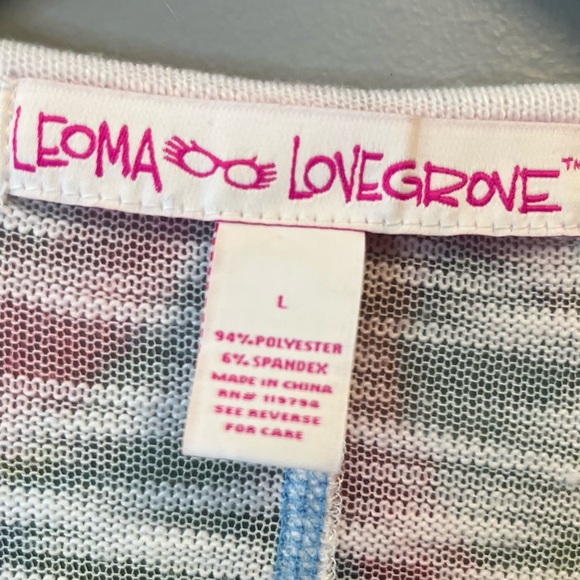 LEOMA LOVEGROVE™
L
94% POLYESTER
6% SPANDEX
MADE IN CHINA
RN# 119794
SEE REVERSE
FOR CARE